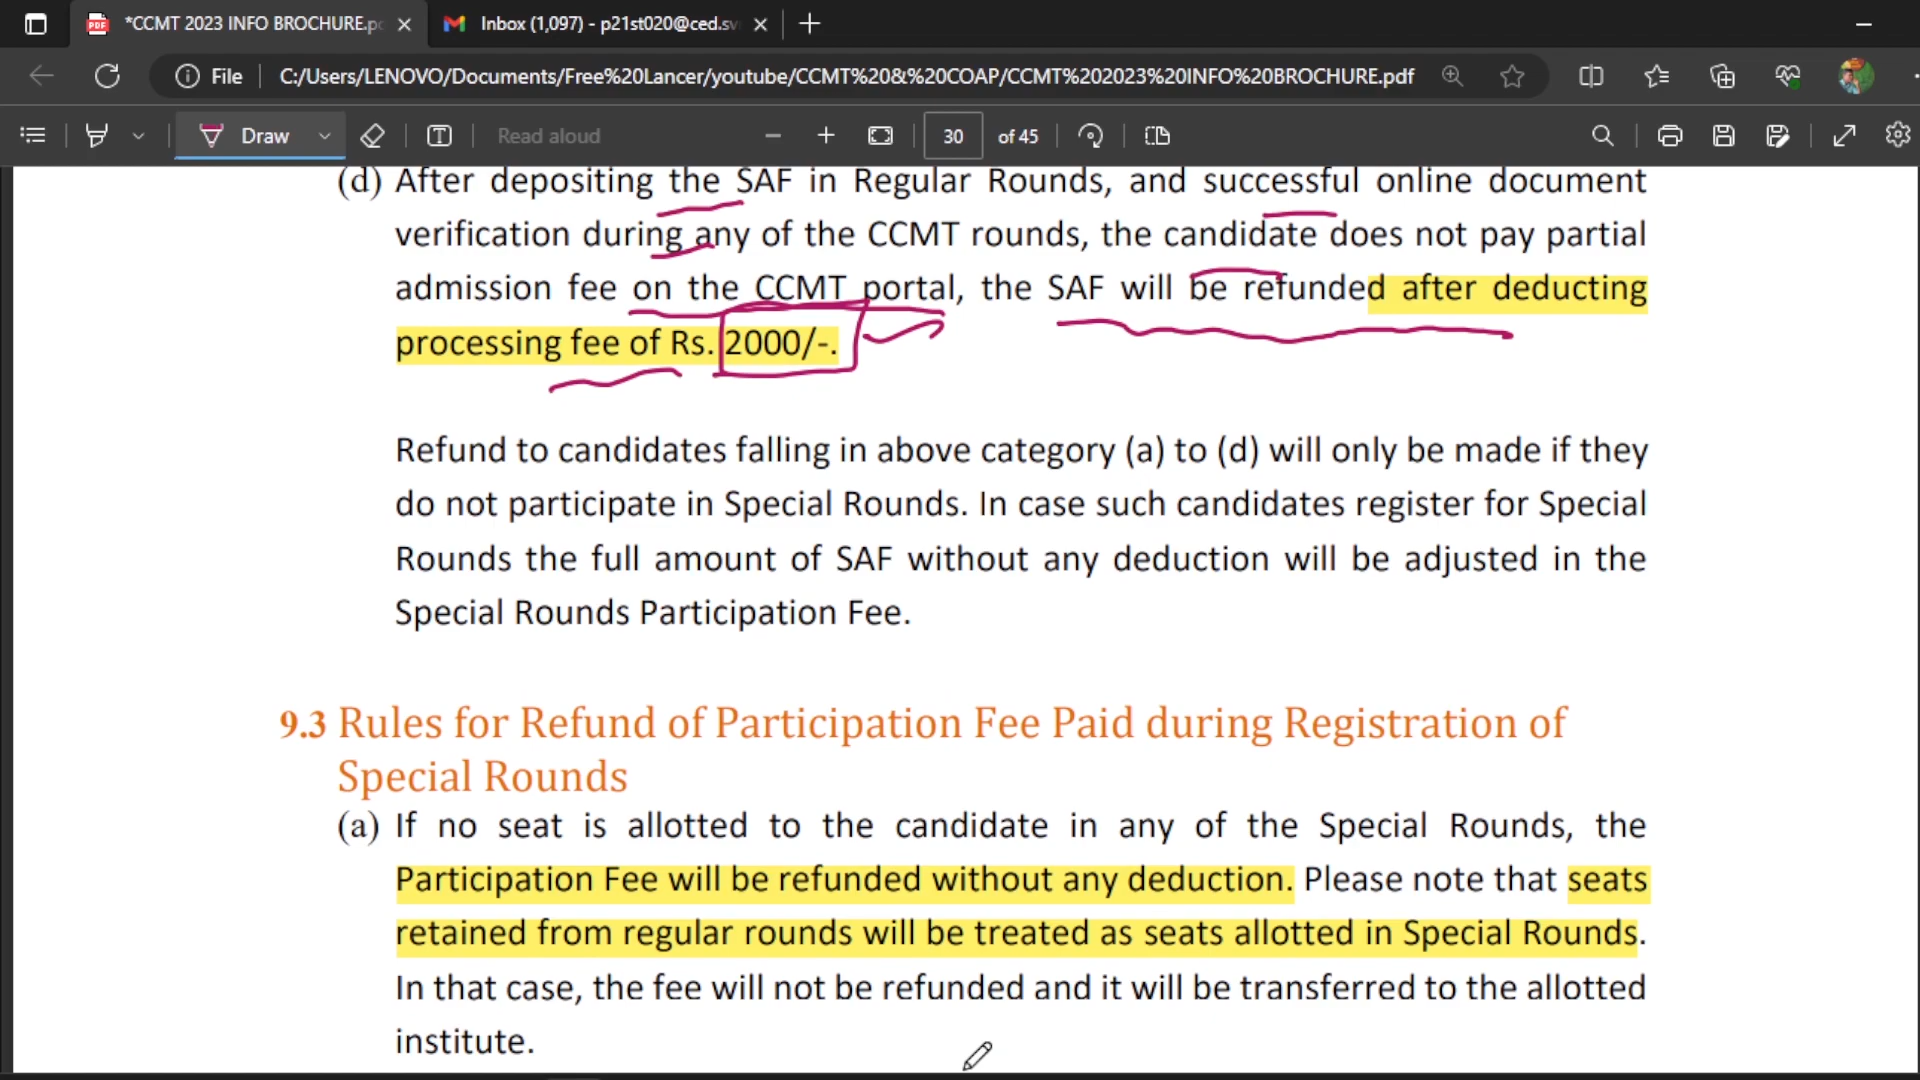 *CCMT 2023 INFO BROCHURE.pd
Inbox (1,097) - p21st020@ced.sv
File
C:/Users/LENOVO/Documents/Free%20Lancer/youtube/CCMT%20&%20COAP/CCMT%202023%20INFO%20BROCHURE.pdf
Draw
Read aloud
30 of 45
(d) After depositing the SAF in Regular Rounds, and successful online document
verification during any of the CCMT rounds, the candidate does not pay partial
admission fee on the CCMT portal, the SAF will be refunded after deducting
processing fee of Rs. 2000/-.
Refund to candidates falling in above category (a) to (d) will only be made if they
do not participate in Special Rounds. In case such candidates register for Special
Rounds the full amount of SAF without any deduction will be adjusted in the
Special Rounds Participation Fee.
9.3 Rules for Refund of Participation Fee Paid during Registration of
Special Rounds
(a) If no seat is allotted to the candidate in any of the Special Rounds, the
Participation Fee will be refunded without any deduction. Please note that seats
retained from regular rounds will be treated as seats allotted in Special Rounds.
In that case, the fee will not be refunded and it will be transferred to the allotted
institute.